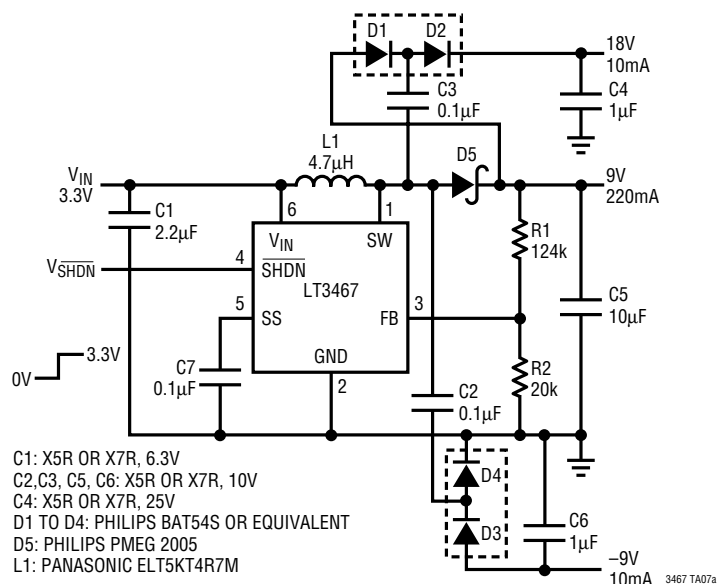 D1
D2
18V
10mA
C3
0.1µF
C4
1µF
L1
4.7µH
D5
VIN
3.3V
9V
220mA
C1
2.2µF
6
1
VIN
SW
R1
124k
VSHDN
4
SHDN
LT3467
C5
10µF
5
SS
3
FB
0V
3.3V
C7
0.1µF
GND
2
R2
20k
C2
0.1µF
C1: X5R OR X7R, 6.3V
C2,C3, C5, C6: X5R OR X7R, 10V
C4: X5R OR X7R, 25V
D1 TO D4: PHILIPS BAT54S OR EQUIVALENT
D5: PHILIPS PMEG 2005
L1: PANASONIC ELT5KT4R7M
D4
D3
C6
1µF
–9V
10mA
3467 TA07a